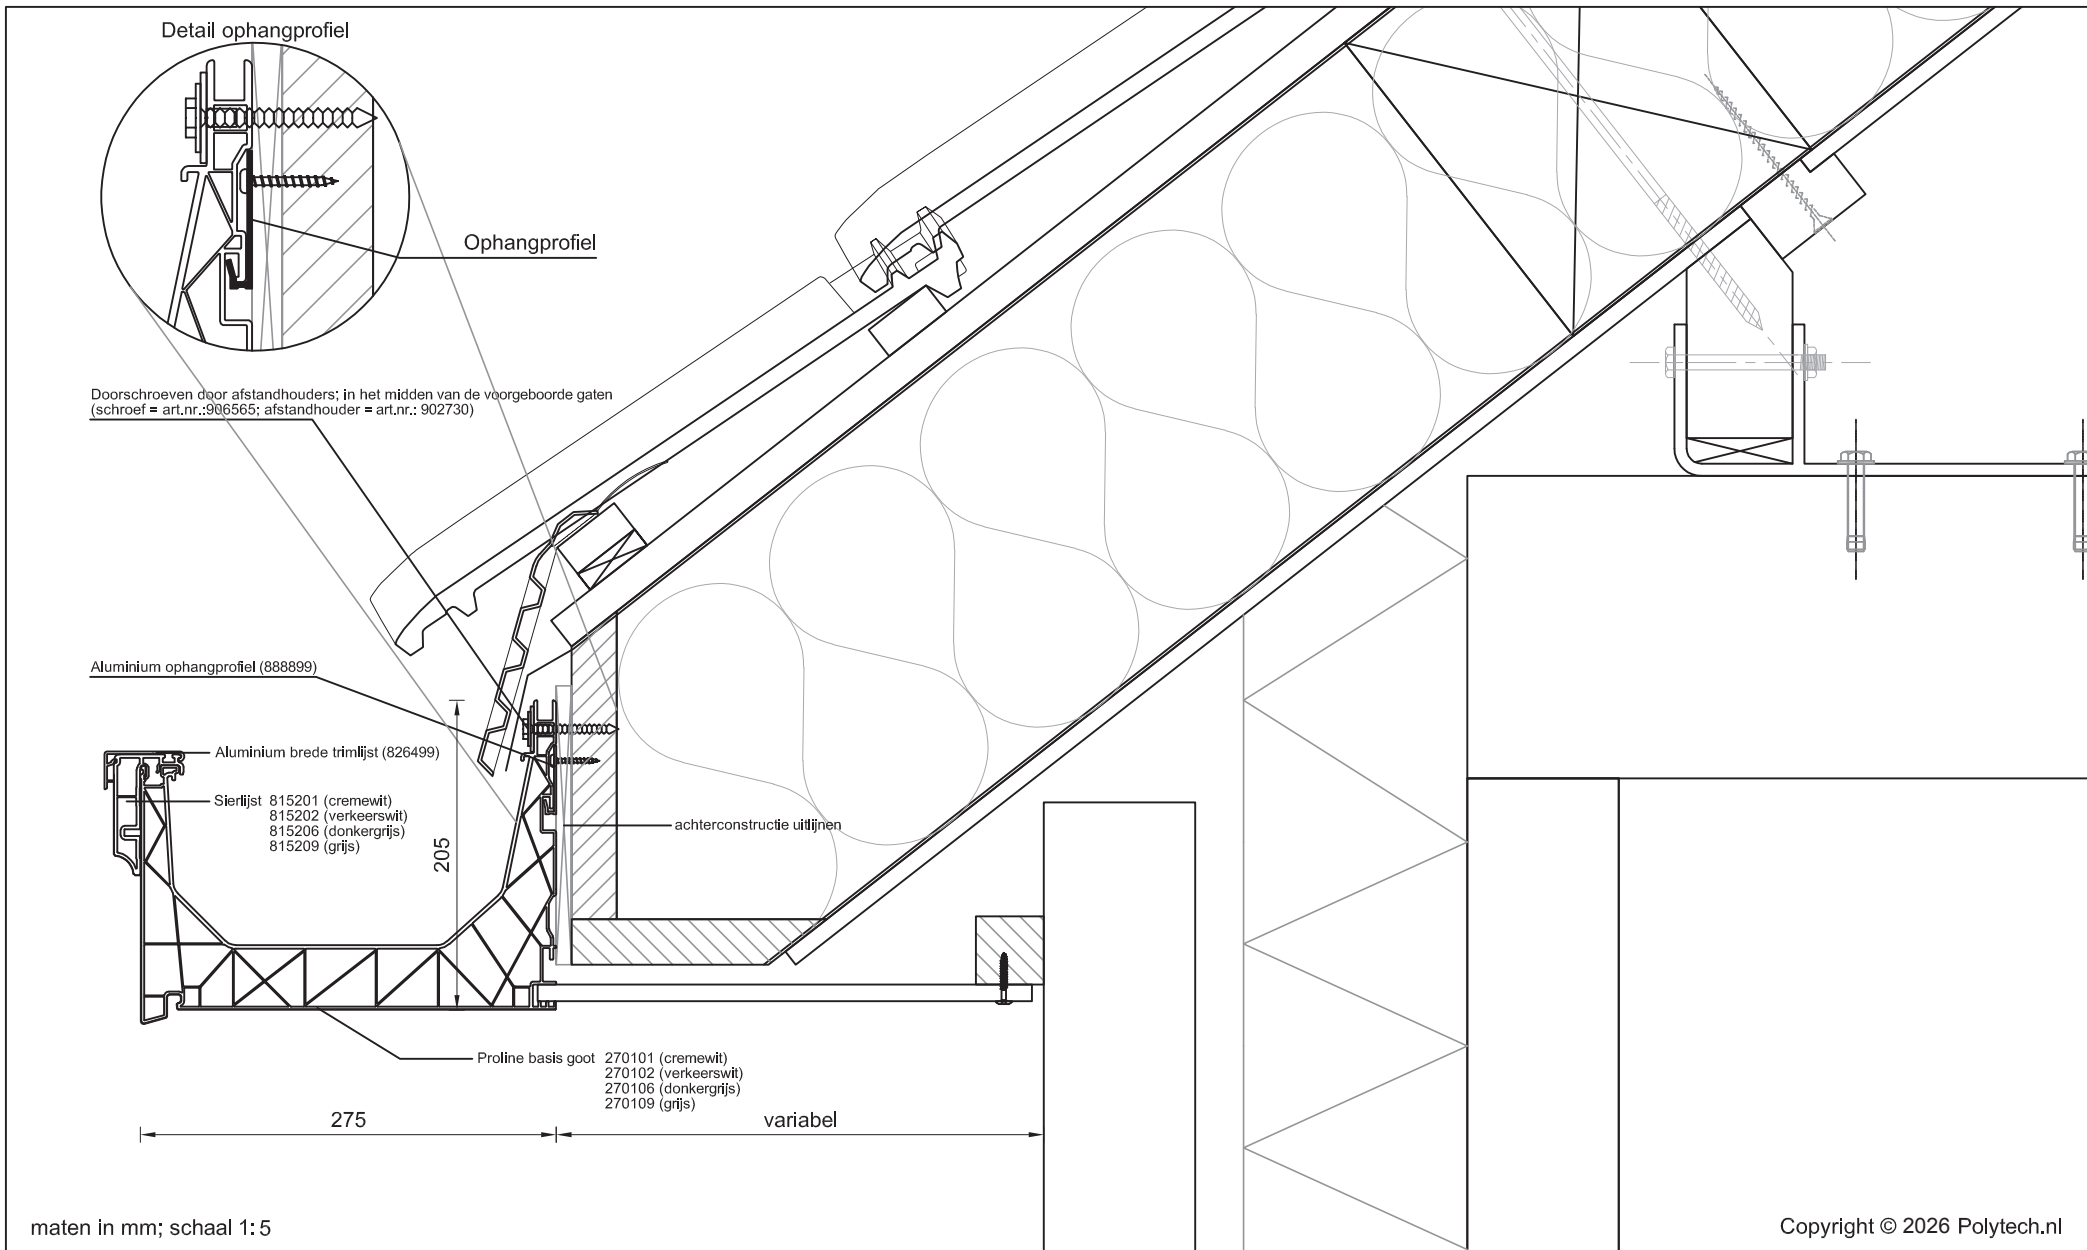 Detail ophangprofiel
Ophangprofiel
Doorschroeven door afstandhouders; in het midden van de voorgeboorde gaten
(schroef = art.nr.:906565; afstandhouder = art.nr.: 902730)
Aluminium ophangprofiel (888899)
Aluminium brede trimlijst (826499)
Sierlijst 815201 (cremewit)
815202 (verkeerswit)
815206 (donkergrijs)
815209 (grijs)
205
achterconstructie uitlijnen
Proline basis goot 270101 (cremewit)
270102 (verkeerswit)
270106 (donkergrijs)
270109 (grijs)
275
variabel
maten in mm; schaal 1:5
Copyright © 2026 Polytech.nl